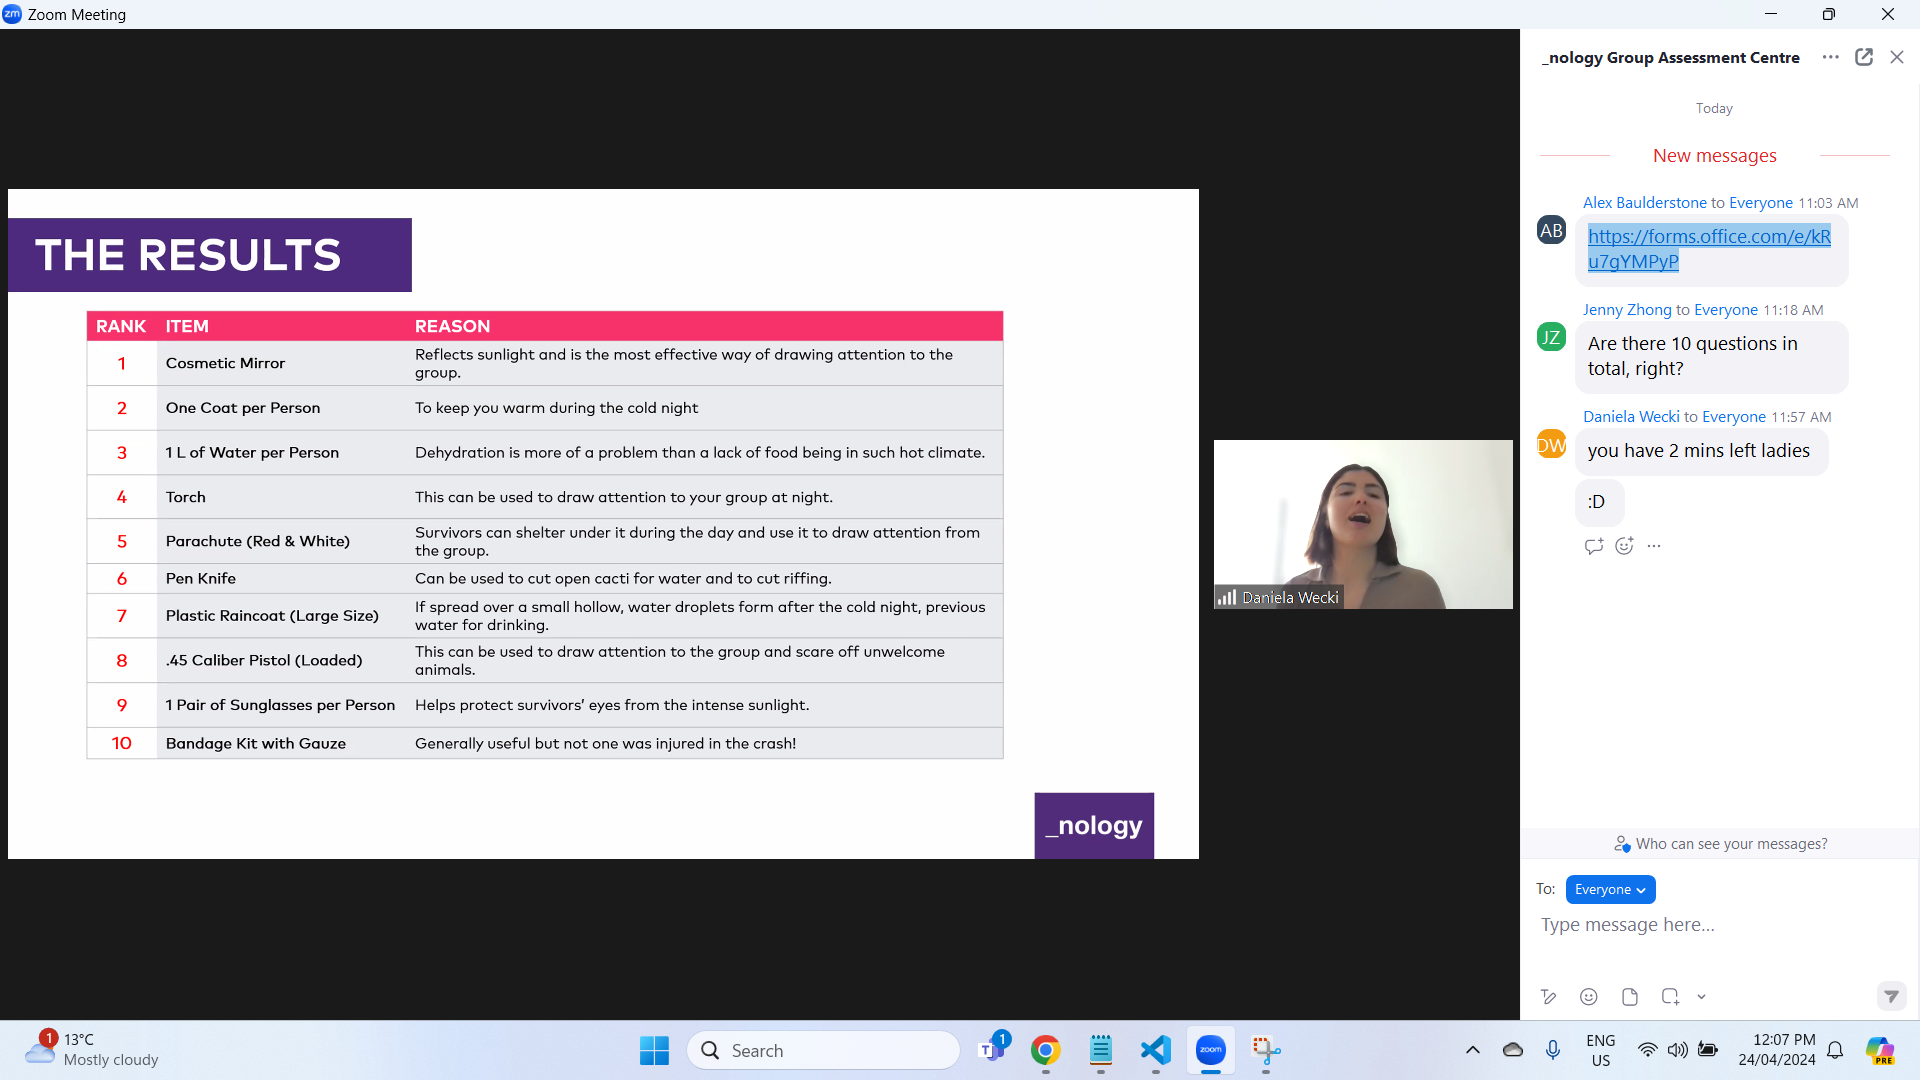 zm Zoom Meeting
THE RESULTS
RANK ITEM REASON
1 Cosmetic Mirror Reflects sunlight and is the most effective way of drawing attention to the
group.
2 One Coat per Person To keep you warm during the cold night
3 1 L of Water per Person Dehydration is more of a problem than a lack of food being in such hot climate.
4 Torch This can be used to draw attention to your group at night.
5 Parachute (Red & White) Survivors can shelter under it during the day and use it to draw attention from
the group.
6 Pen Knife Can be used to cut open cacti for water and to cut riffing.
7 Plastic Raincoat (Large Size) If spread over a small hollow, water droplets form after the cold night, previous
water for drinking.
8 .45 Caliber Pistol (Loaded) This can be used to draw attention to the group and scare off unwelcome
animals.
9 1 Pair of Sunglasses per Person Helps protect survivors' eyes from the intense sunlight.
10 Bandage Kit with Gauze Generally useful but not one was injured in the crash!
_nology
Daniela Wecki
_nology Group Assessment Centre
Today
New messages
Alex Baulderstone to Everyone 11:03 AM
AB
https://forms.office.com/e/kR
u7gYMPyP
Jenny Zhong to Everyone 11:18 AM
JZ
Are there 10 questions in
total, right?
Daniela Wecki to Everyone 11:57 AM
DW
you have 2 mins left ladies
:D
Who can see your messages?
To: Everyone
Type message here...
1
13°C
Mostly cloudy
Search
T 1
zoom
ENG
US
12:07 PM
24/04/2024
PRE